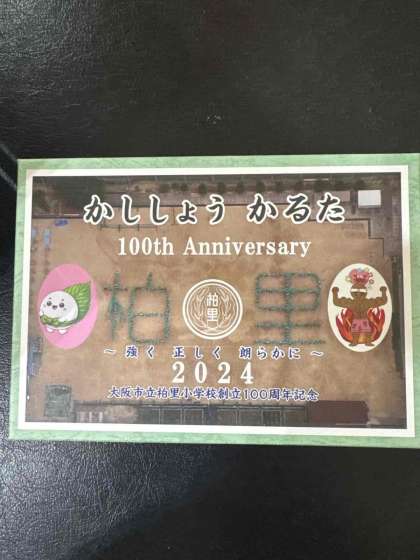 かししょう かるた
100th Anniversary
柏 柏里 里
～ 強く 正しく 朗らかに ～
2024
大阪市立柏里小学校創立100周年記念